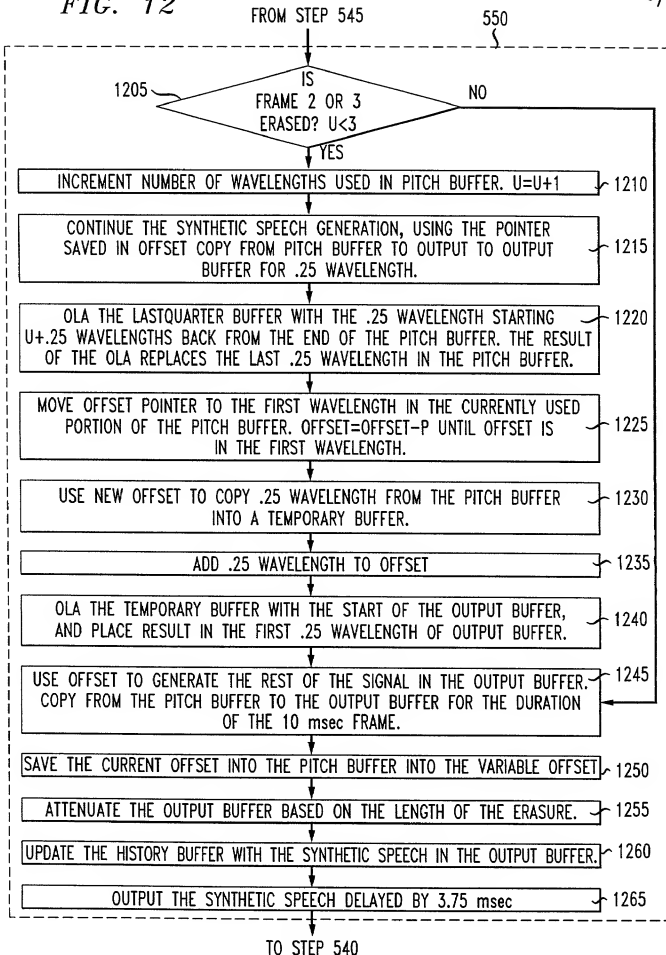 FIG. 12
FROM STEP 545
550
1205
IS
FRAME 2 OR 3
ERASED? U<3
NO
YES
INCREMENT NUMBER OF WAVELENGTHS USED IN PITCH BUFFER. U=U+1
1210
CONTINUE THE SYNTHETIC SPEECH GENERATION, USING THE POINTER
SAVED IN OFFSET COPY FROM PITCH BUFFER TO OUTPUT TO OUTPUT
BUFFER FOR .25 WAVELENGTH.
1215
OLA THE LASTQUARTER BUFFER WITH THE .25 WAVELENGTH STARTING
U+.25 WAVELENGTHS BACK FROM THE END OF THE PITCH BUFFER. THE RESULT
OF THE OLA REPLACES THE LAST .25 WAVELENGTH IN THE PITCH BUFFER.
1220
MOVE OFFSET POINTER TO THE FIRST WAVELENGTH IN THE CURRENTLY USED
PORTION OF THE PITCH BUFFER. OFFSET=OFFSET-P UNTIL OFFSET IS
IN THE FIRST WAVELENGTH.
1225
USE NEW OFFSET TO COPY .25 WAVELENGTH FROM THE PITCH BUFFER
INTO A TEMPORARY BUFFER.
1230
ADD .25 WAVELENGTH TO OFFSET
1235
OLA THE TEMPORARY BUFFER WITH THE START OF THE OUTPUT BUFFER,
AND PLACE RESULT IN THE FIRST .25 WAVELENGTH OF OUTPUT BUFFER.
1240
USE OFFSET TO GENERATE THE REST OF THE SIGNAL IN THE OUTPUT BUFFER.
COPY FROM THE PITCH BUFFER TO THE OUTPUT BUFFER FOR THE DURATION
OF THE 10 msec FRAME.
1245
SAVE THE CURRENT OFFSET INTO THE PITCH BUFFER INTO THE VARIABLE OFFSET
1250
ATTENUATE THE OUTPUT BUFFER BASED ON THE LENGTH OF THE ERASURE.
1255
UPDATE THE HISTORY BUFFER WITH THE SYNTHETIC SPEECH IN THE OUTPUT BUFFER.
1260
OUTPUT THE SYNTHETIC SPEECH DELAYED BY 3.75 msec
1265
TO STEP 540